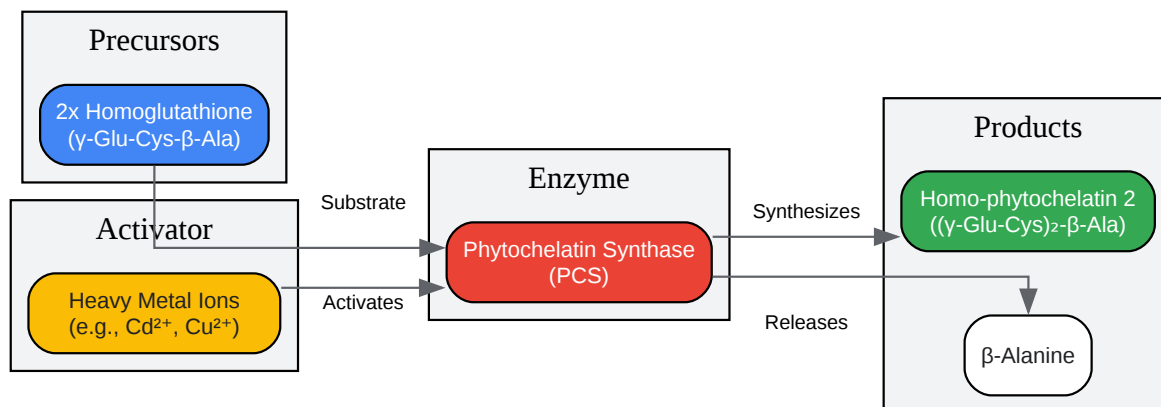 Precursors
2x Homoglutathione
(γ-Glu-Cys-β-Ala)
Activator
Heavy Metal Ions
(e.g., Cd²⁺, Cu²⁺)
Substrate
Activates
Enzyme
Phytochelatin Synthase
(PCS)
Synthesizes
Releases
Products
Homo-phytochelatin 2
((γ-Glu-Cys)₂-β-Ala)
β-Alanine